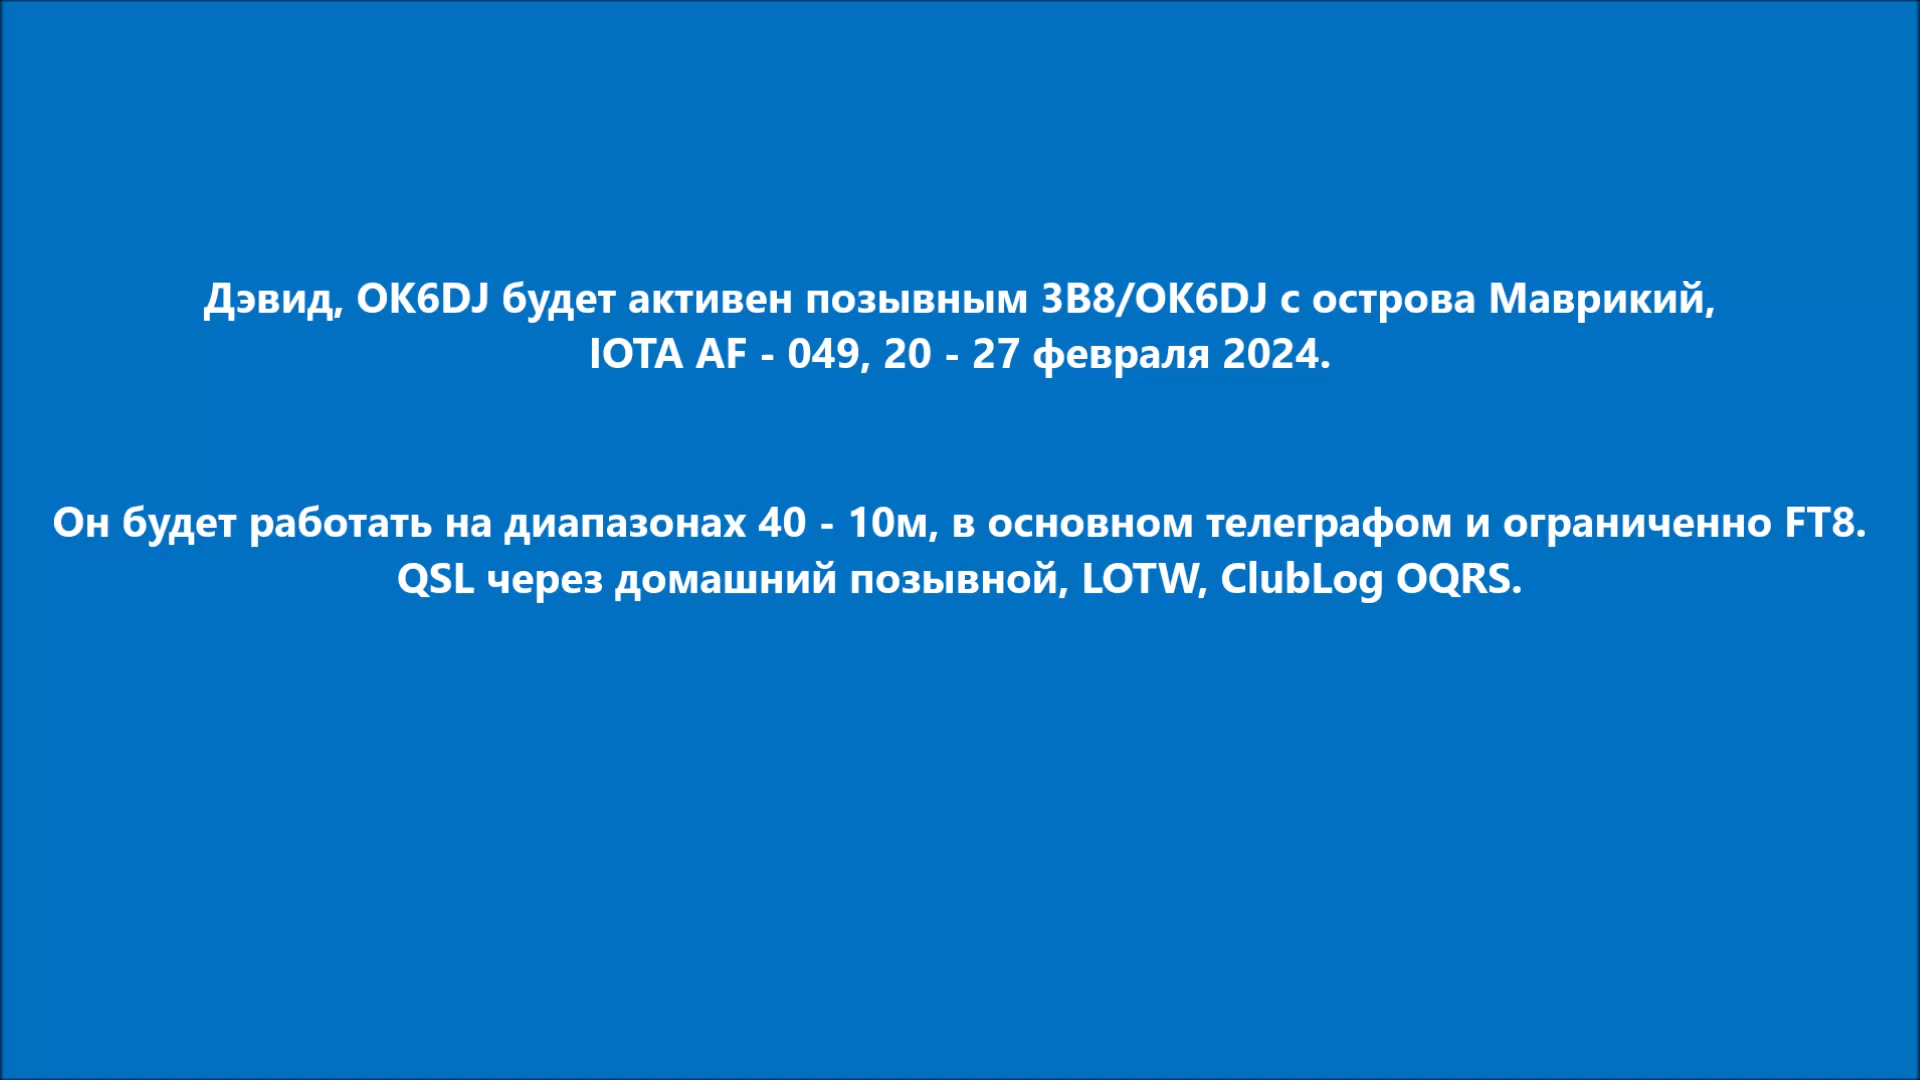 Дэвид, OK6DJ будет активен позывным 3B8/OK6DJ с острова Маврикий,
IOTA AF - 049, 20 - 27 февраля 2024.
Он будет работать на диапазонах 40 - 10м, в основном телеграфом и ограниченно FT8.
QSL через домашний позывной, LOTW, ClubLog OQRS.